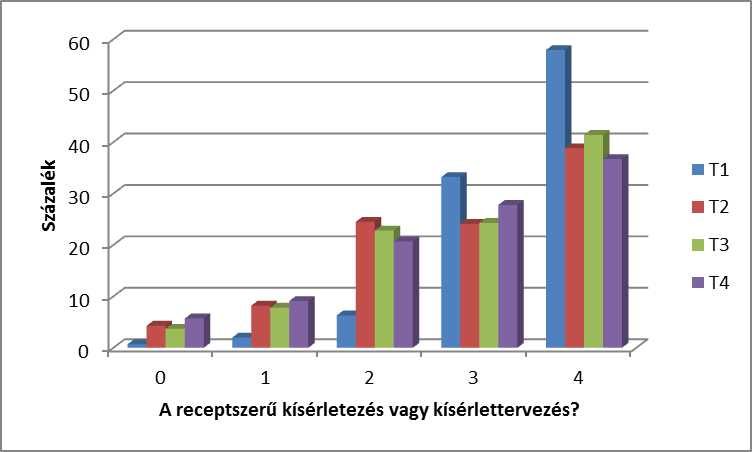 60
50
40
30
20
10
0
Százalék
0 1 2 3 4
A receptszerű kísérletezés vagy kísérlettervezés?
T1
T2
T3
T4